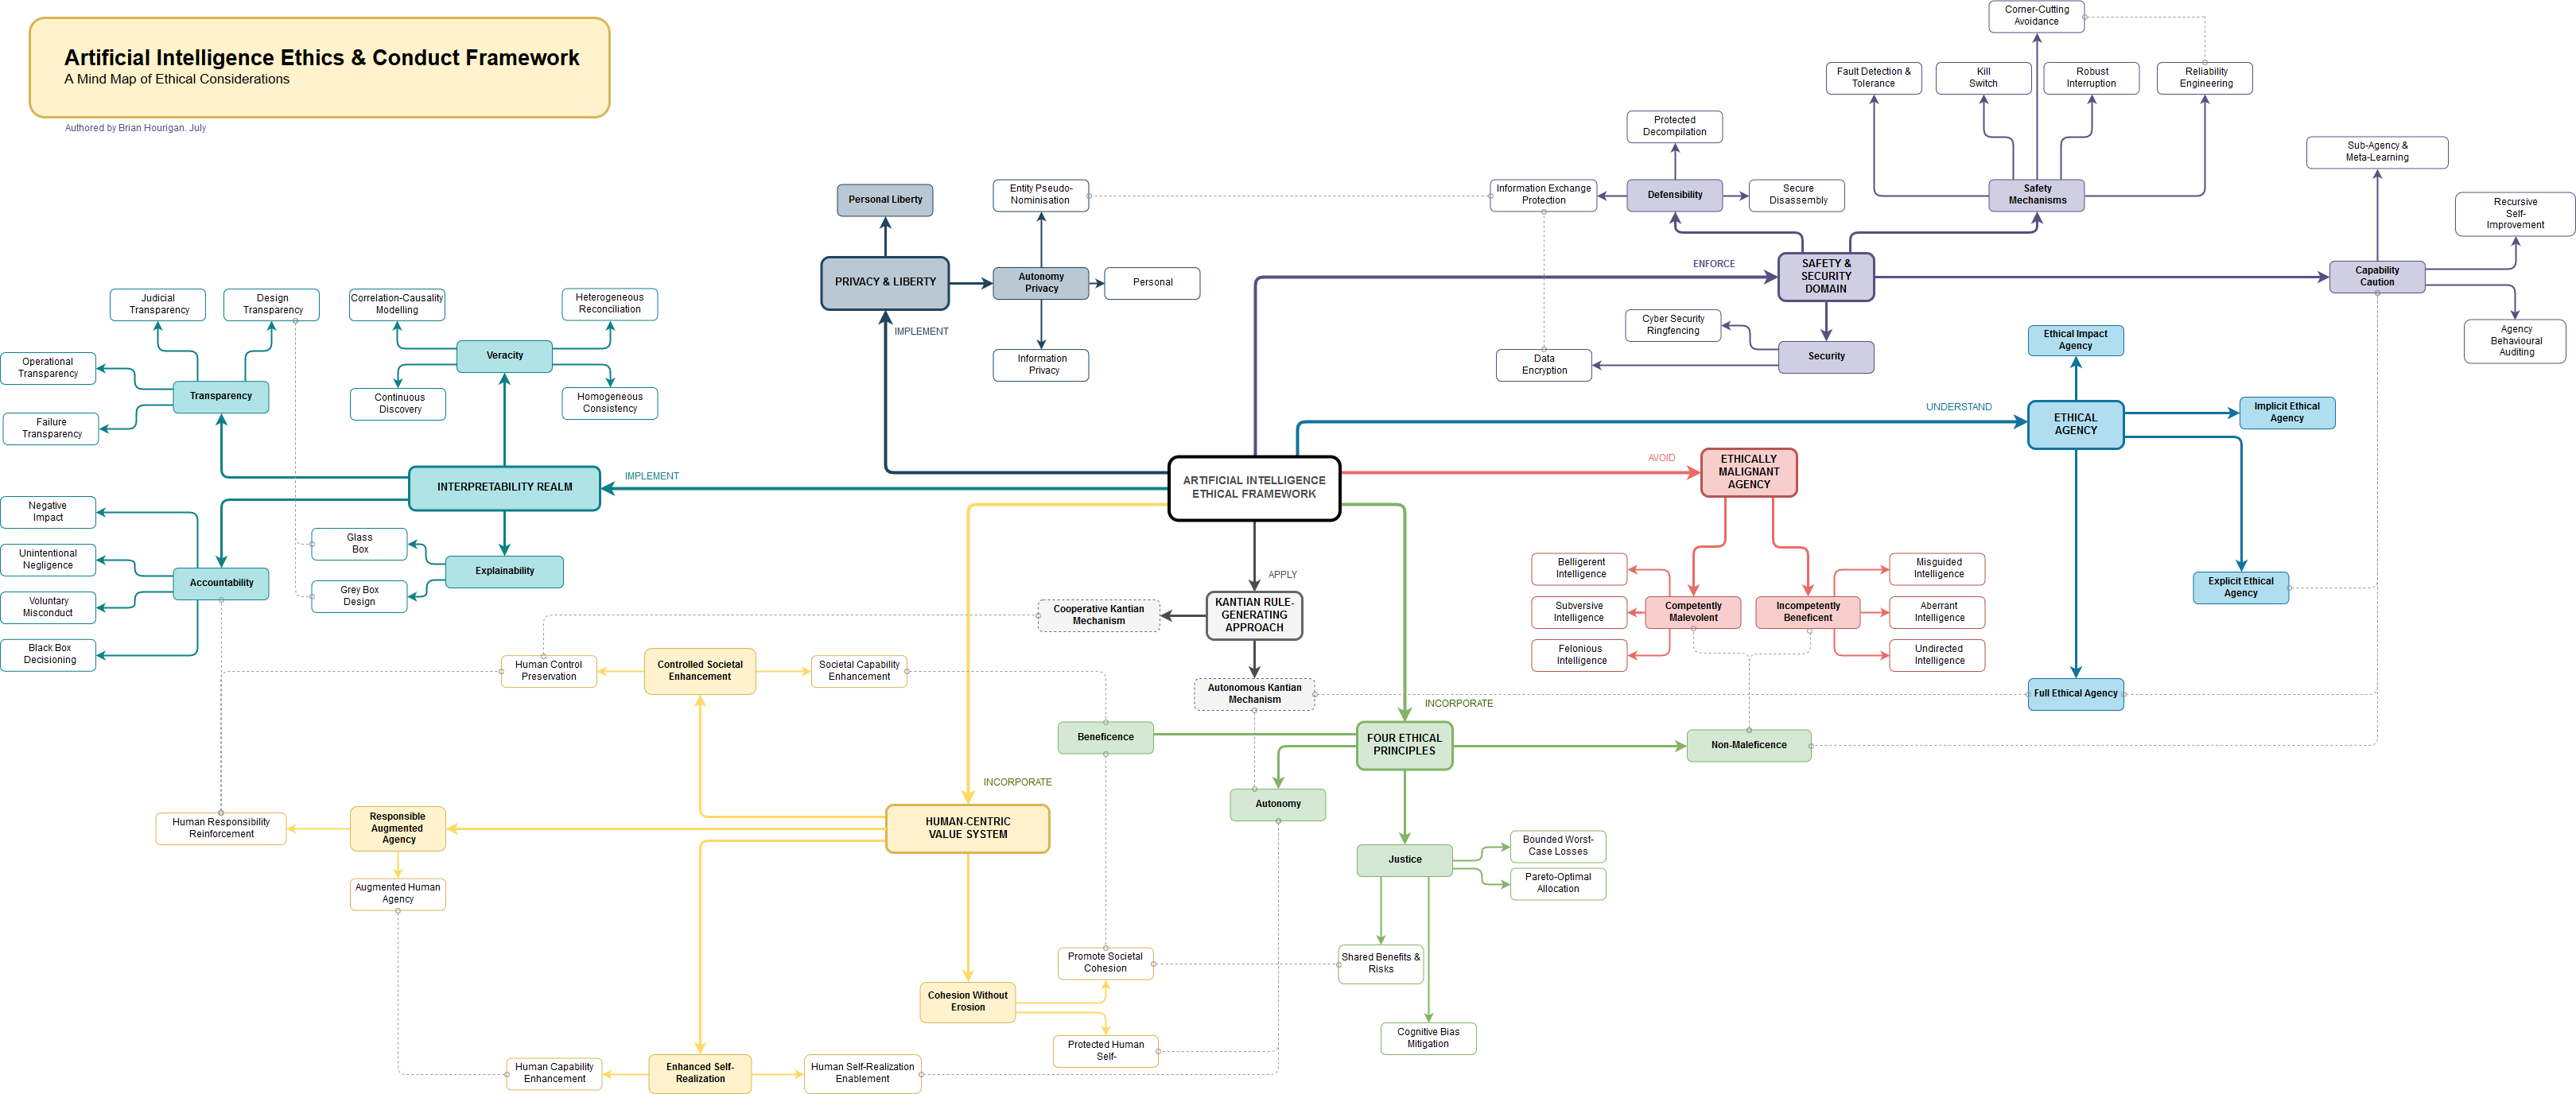 Artificial Intelligence Ethics & Conduct Framework
A Mind Map of Ethical Considerations
Authored by Brian Hourigan. July
Corner-Cutting
Avoidance
Fault Detection &
Tolerance
Kill
Switch
Robust
Interruption
Reliability
Engineering
Protected
Decompilation
Sub-Agency &
Meta-Learning
Personal Liberty
Entity Pseudo-
Nominisation
Information Exchange
Protection
Defensibility
Secure
Disassembly
Safety
Mechanisms
Recursive
Self-
Improvement
PRIVACY & LIBERTY
Autonomy
Privacy
Personal
ENFORCE
SAFETY &
SECURITY
DOMAIN
Capability
Caution
IMPLEMENT
Information
Privacy
Cyber Security
Ringfencing
Data
Encryption
Security
Ethical Impact
Agency
Agency
Behavioural
Auditing
Judicial
Transparency
Design
Transparency
Correlation-Causality
Modelling
Heterogeneous
Reconciliation
Operational
Transparency
Veracity
Transparency
Continuous
Discovery
Homogeneous
Consistency
Failure
Transparency
UNDERSTAND
ETHICAL
AGENCY
Implicit Ethical
Agency
INTERPRETABILITY REALM
IMPLEMENT
ARTIFICIAL INTELLIGENCE
ETHICAL FRAMEWORK
AVOID
ETHICALLY
MALIGNANT
AGENCY
Negative
Impact
Unintentional
Negligence
Glass
Box
Accountability
Explainability
Voluntary
Misconduct
Grey Box
Design
Black Box
Decisioning
APPLY
Cooperative Kantian
Mechanism
KANTIAN RULE-
GENERATING
APPROACH
Belligerent
Intelligence
Misguided
Intelligence
Subversive
Intelligence
Competently
Malevolent
Incompetently
Beneficent
Aberrant
Intelligence
Felonious
Intelligence
Undirected
Intelligence
Explicit Ethical
Agency
Human Control
Preservation
Controlled Societal
Enhancement
Societal Capability
Enhancement
Autonomous Kantian
Mechanism
Full Ethical Agency
INCORPORATE
Beneficence
FOUR ETHICAL
PRINCIPLES
Non-Maleficence
INCORPORATE
Autonomy
Human Responsibility
Reinforcement
Responsible
Augmented
Agency
HUMAN-CENTRIC
VALUE SYSTEM
Justice
Bounded Worst-
Case Losses
Pareto-Optimal
Allocation
Augmented Human
Agency
Promote Societal
Cohesion
Shared Benefits &
Risks
Cohesion Without
Erosion
Cognitive Bias
Mitigation
Protected Human
Self-
Human Capability
Enhancement
Enhanced Self-
Realization
Human Self-Realization
Enablement